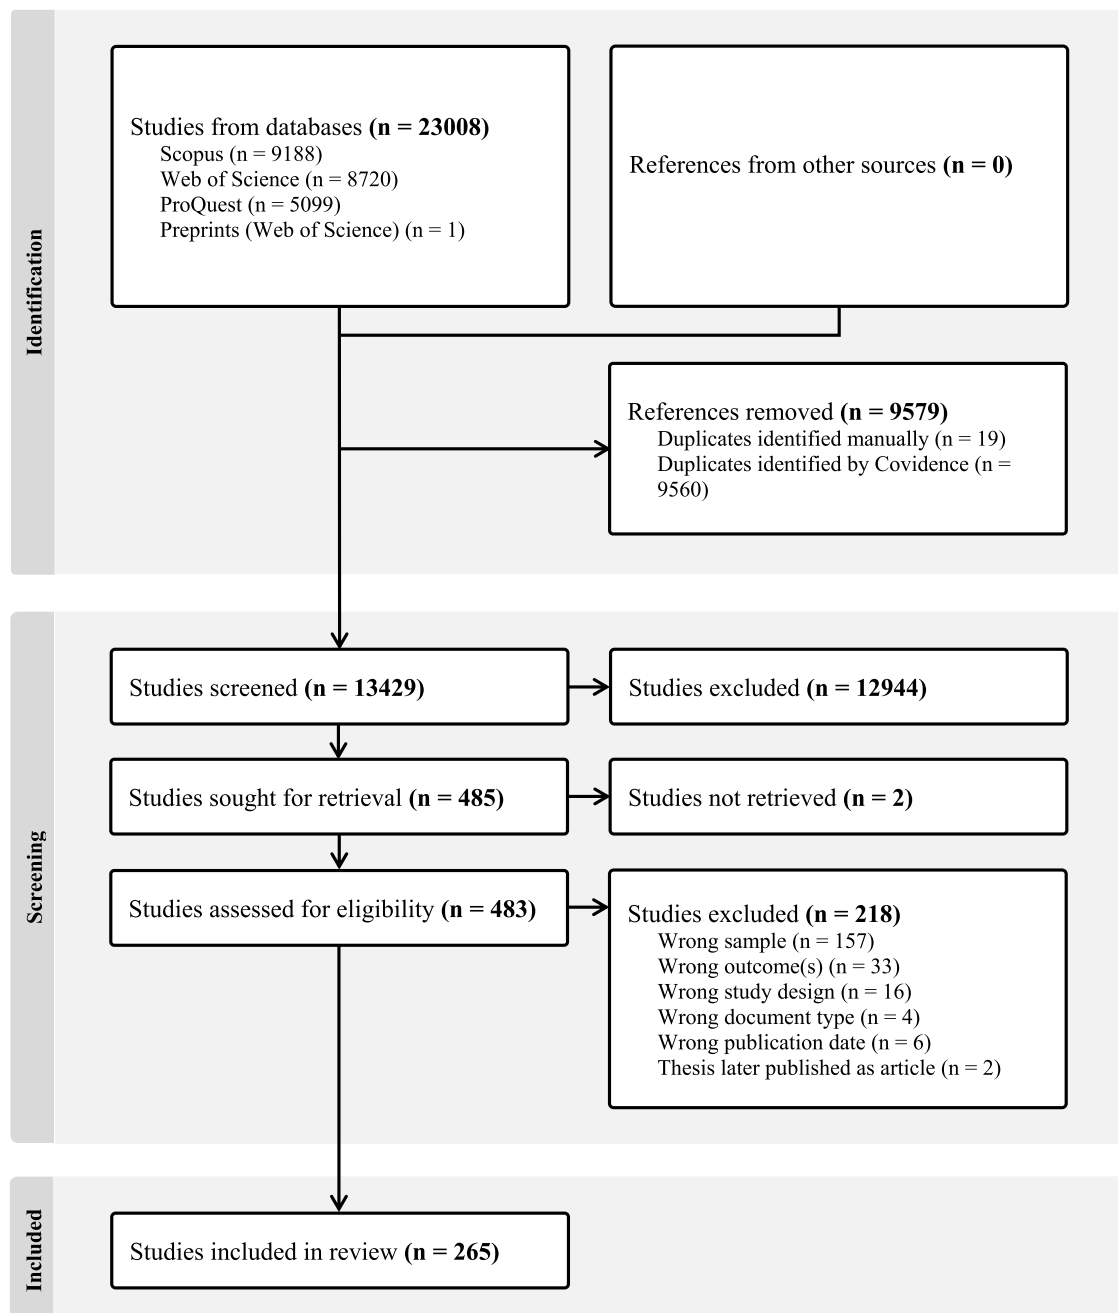 Identification
Studies from databases (n = 23008)
Scopus (n = 9188)
Web of Science (n = 8720)
ProQuest (n = 5099)
Preprints (Web of Science) (n = 1)
References from other sources (n = 0)
References removed (n = 9579)
Duplicates identified manually (n = 19)
Duplicates identified by Covidence (n =
9560)
Screening
Studies screened (n = 13429)
Studies excluded (n = 12944)
Studies sought for retrieval (n = 485)
Studies not retrieved (n = 2)
Studies assessed for eligibility (n = 483)
Studies excluded (n = 218)
Wrong sample (n = 157)
Wrong outcome(s) (n = 33)
Wrong study design (n = 16)
Wrong document type (n = 4)
Wrong publication date (n = 6)
Thesis later published as article (n = 2)
Included
Studies included in review (n = 265)